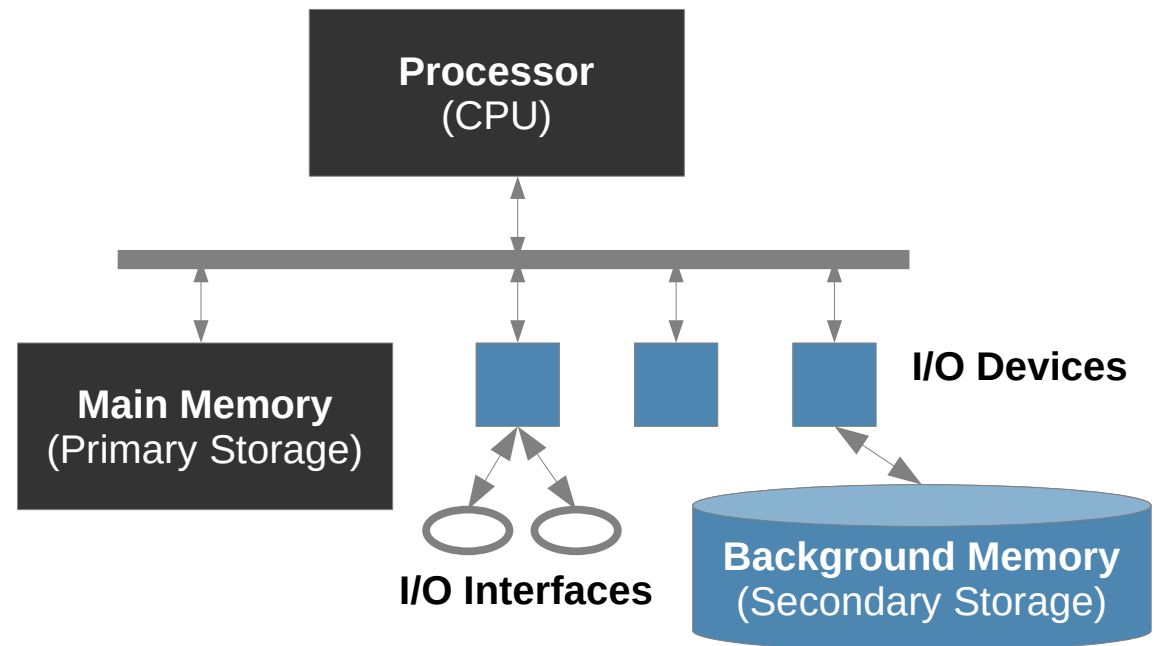 Processor
(CPU)
I/O Devices
Main Memory
(Primary Storage)
I/O Interfaces
Background Memory
(Secondary Storage)